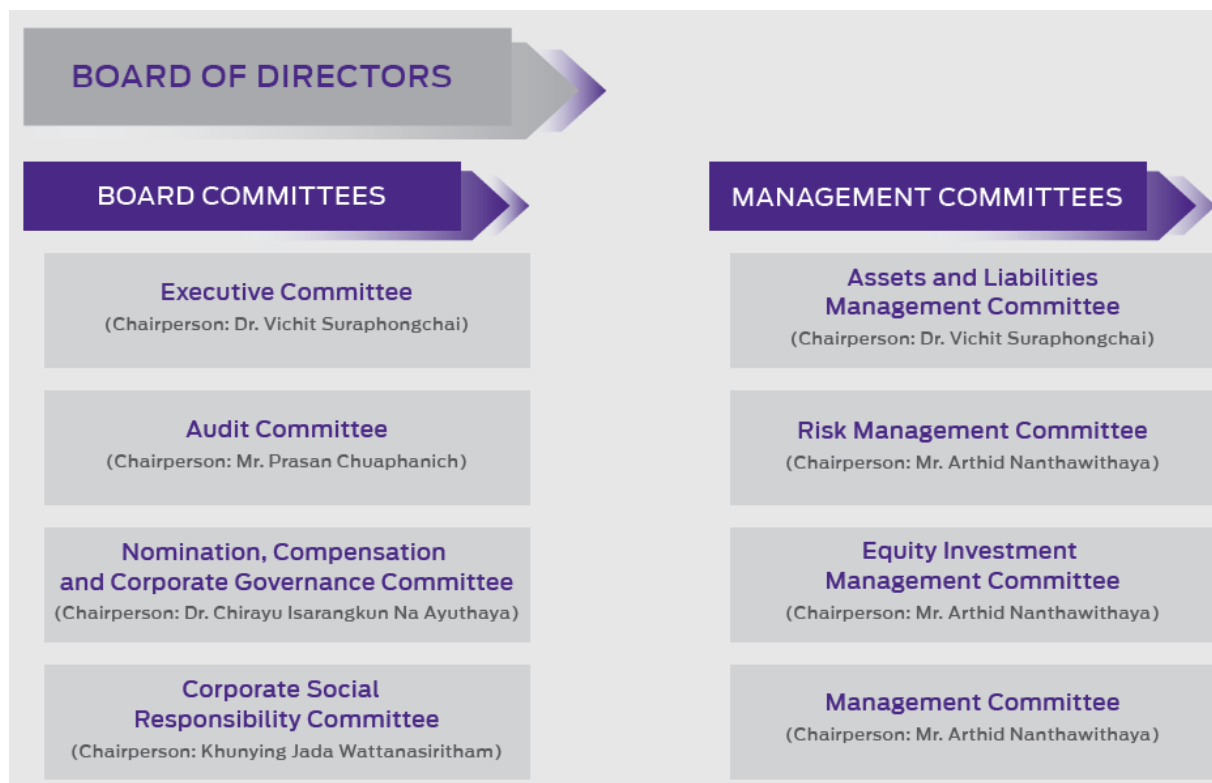 BOARD OF DIRECTORS
BOARD COMMITTEES
Executive Committee
(Chairperson: Dr. Vichit Suraphongchai)
Audit Committee
(Chairperson: Mr. Prasan Chuaphanich)
Nomination, Compensation
and Corporate Governance Committee
(Chairperson: Dr. Chirayu Isarangkun Na Ayuthaya)
Corporate Social
Responsibility Committee
(Chairperson: Khunying Jada Wattanasiritham)
MANAGEMENT COMMITTEES
Assets and Liabilities
Management Committee
(Chairperson: Dr. Vichit Suraphongchai)
Risk Management Committee
(Chairperson: Mr. Arthid Nanthawithaya)
Equity Investment
Management Committee
(Chairperson: Mr. Arthid Nanthawithaya)
Management Committee
(Chairperson: Mr. Arthid Nanthawithaya)